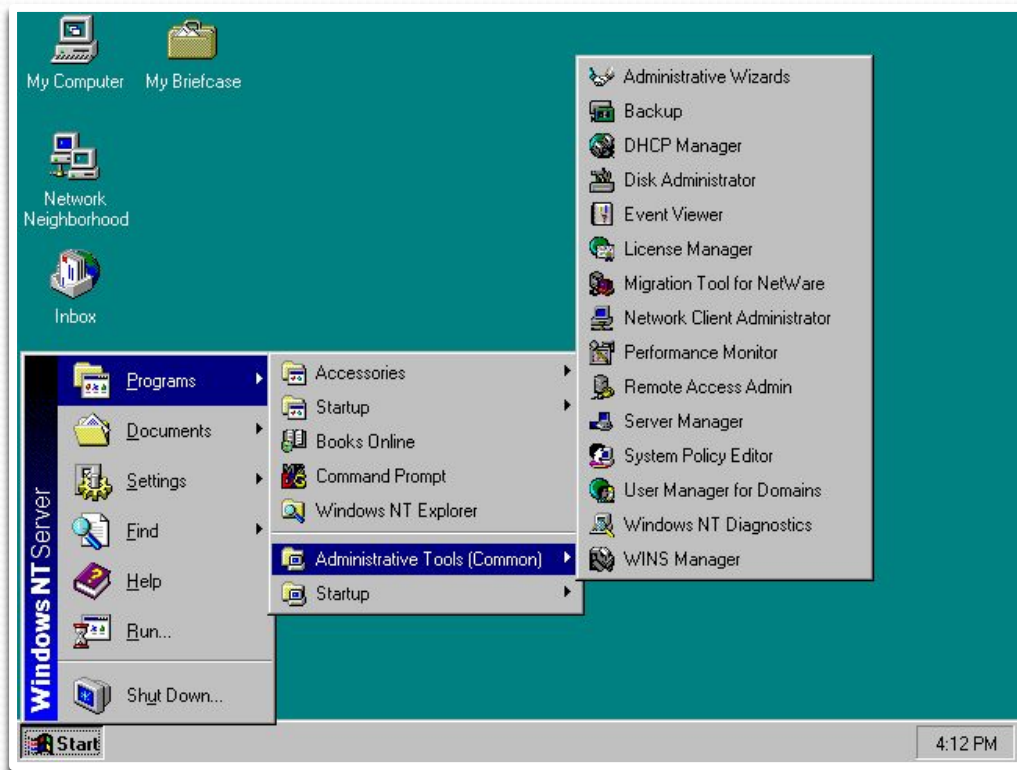 My Computer
My Briefcase
Network
Neighborhood
Inbox
Windows NT Server
Programs
Documents
Settings
Find
Help
Run...
Shut Down...
Accessories
Startup
Books Online
Command Prompt
Windows NT Explorer
Administrative Tools (Common)
Startup
Administrative Wizards
Backup
DHCP Manager
Disk Administrator
Event Viewer
License Manager
Migration Tool for NetWare
Network Client Administrator
Performance Monitor
Remote Access Admin
Server Manager
System Policy Editor
User Manager for Domains
Windows NT Diagnostics
WINS Manager
Start
4:12 PM